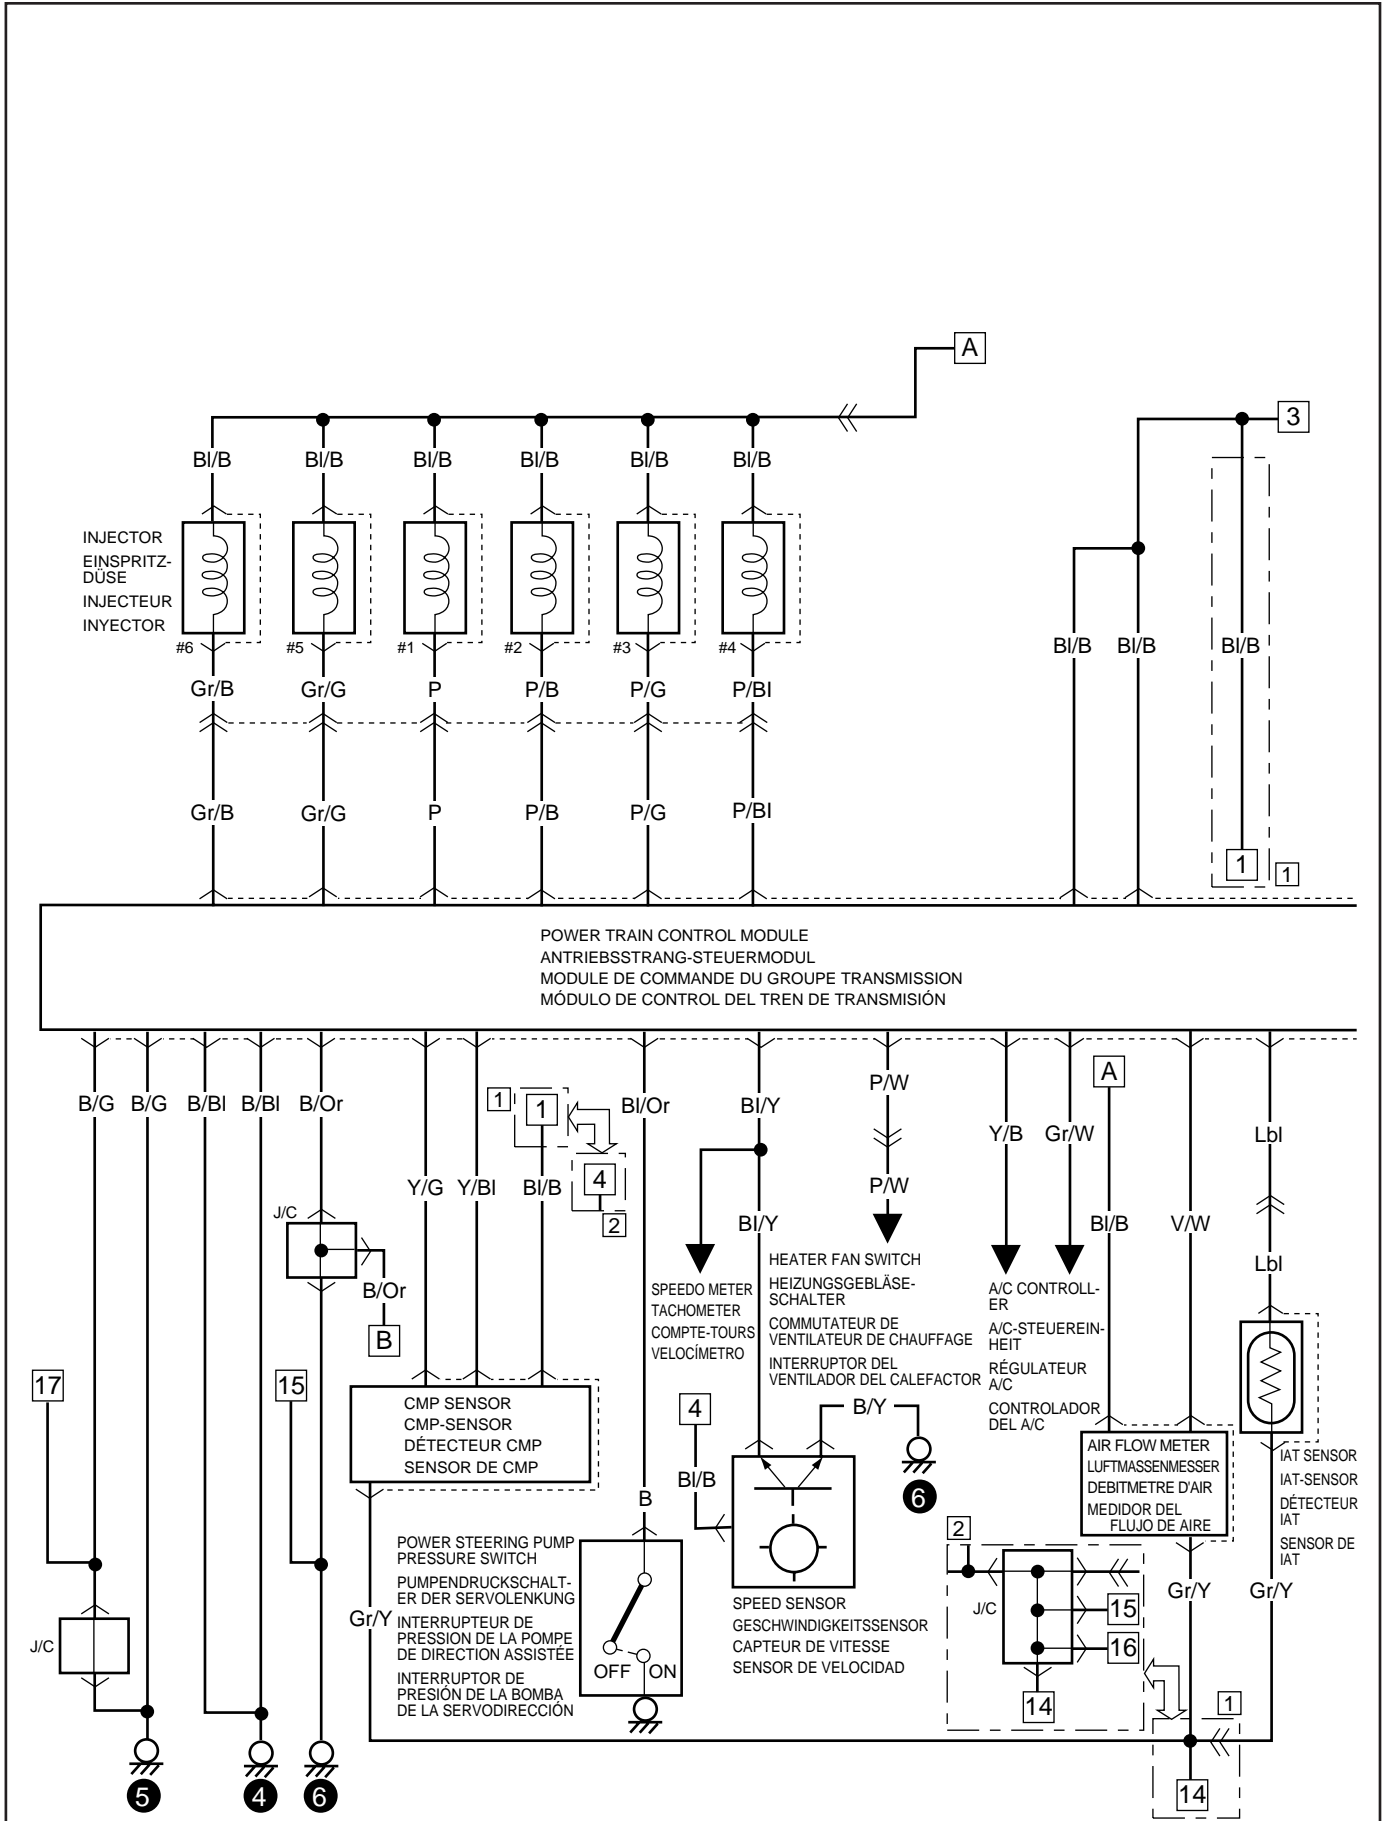 A
3
Bl/B Bl/B Bl/B Bl/B Bl/B Bl/B
INJECTOR
EINSPRITZ-
DÜSE
INJECTEUR
INYECTOR
#6 #5 #1 #2 #3 #4
Bl/B Bl/B Bl/B
Gr/B Gr/G P P/B P/G P/Bl
Gr/B Gr/G P P/B P/G P/Bl
1 1
POWER TRAIN CONTROL MODULE
ANTRIEBSSTRANG-STEUERMODUL
MODULE DE COMMANDE DU GROUPE TRANSMISSION
MÓDULO DE CONTROL DEL TREN DE TRANSMISIÓN
B/G B/G B/Bl B/Bl B/Or
1 1
Bl/Or Bl/Y
P/W
A
Y/B Gr/W
Lbl
Y/G Y/Bl Bl/B
4
2
P/W
J/C
Bl/Y
Bl/B V/W
Lbl
B/Or
B
SPEEDO METER
TACHOMETER
COMPTE-TOURS
VELOCÍMETRO
HEATER FAN SWITCH
HEIZUNGSGEBLÄSE-
SCHALTER
COMMUTATEUR DE
VENTILATEUR DE CHAUFFAGE
INTERRUPTOR DEL
VENTILADOR DEL CALEFACTOR
A/C CONTROLL-
ER
A/C-STEUEREIN-
HEIT
RÉGULATEUR
A/C
CONTROLADOR
DEL A/C
17
15
CMP SENSOR
CMP-SENSOR
DÉTECTEUR CMP
SENSOR DE CMP
4
Bl/B
B/Y
6
AIR FLOW METER
LUFTMASSENMESSER
DEBITMETRE D'AIR
MEDIDOR DEL
FLUJO DE AIRE
IAT SENSOR
IAT-SENSOR
DÉTECTEUR
IAT
SENSOR DE
IAT
B
POWER STEERING PUMP
PRESSURE SWITCH
PUMPENDRUCKSCHALT-
ER DER SERVOLENKUNG
INTERRUPTEUR DE
PRESSION DE LA POMPE
DE DIRECTION ASSISTÉE
INTERRUPTOR DE
PRESIÓN DE LA BOMBA
DE LA SERVODIRECCIÓN
Gr/Y
OFF ON
SPEED SENSOR
GESCHWINDIGKEITSSENSOR
CAPTEUR DE VITESSE
SENSOR DE VELOCIDAD
2
J/C
15
16
14
Gr/Y Gr/Y
J/C
1
14
5 4 6